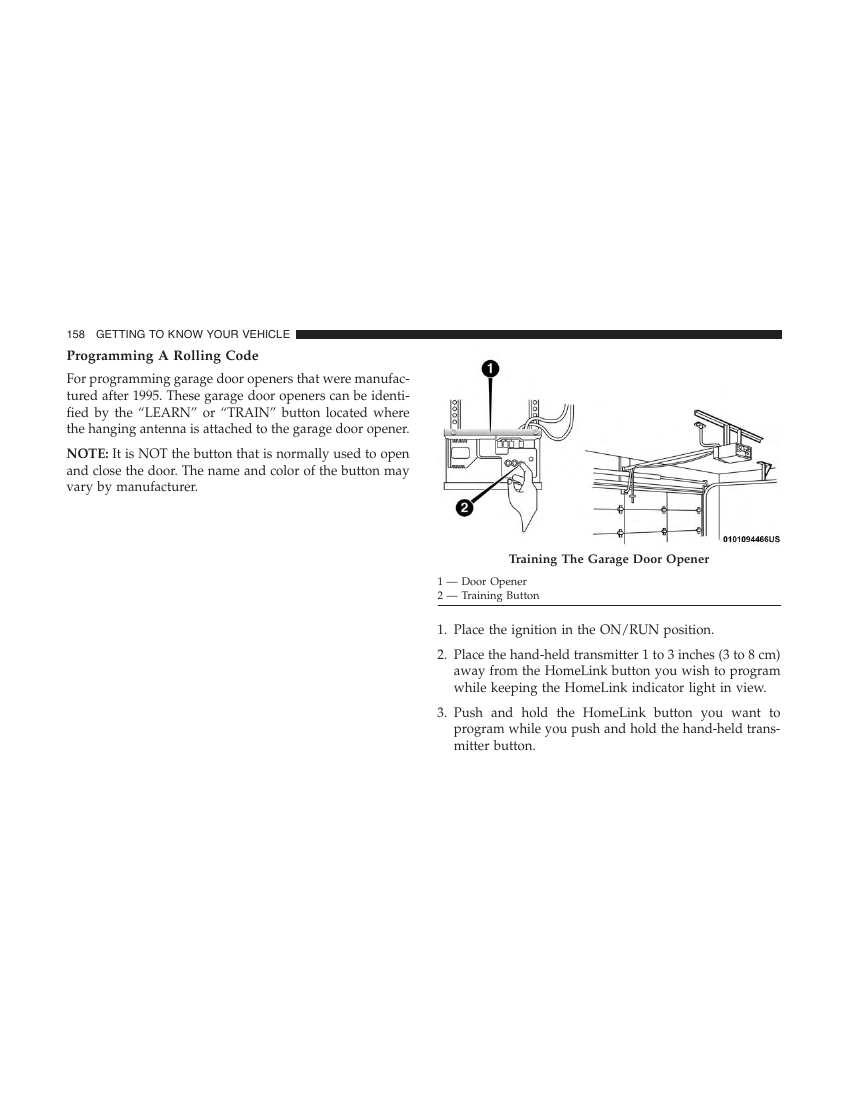 158 GETTING TO KNOW YOUR VEHICLE
Programming A Rolling Code
For programming garage door openers that were manufac-
tured after 1995. These garage door openers can be identi-
fied by the “LEARN” or “TRAIN” button located where
the hanging antenna is attached to the garage door opener.
NOTE: It is NOT the button that is normally used to open
and close the door. The name and color of the button may
vary by manufacturer.
1
2
0101094466US
Training The Garage Door Opener
1 — Door Opener
2 — Training Button
1. Place the ignition in the ON/RUN position.
2. Place the hand-held transmitter 1 to 3 inches (3 to 8 cm)
away from the HomeLink button you wish to program
while keeping the HomeLink indicator light in view.
3. Push and hold the HomeLink button you want to
program while you push and hold the hand-held trans-
mitter button.